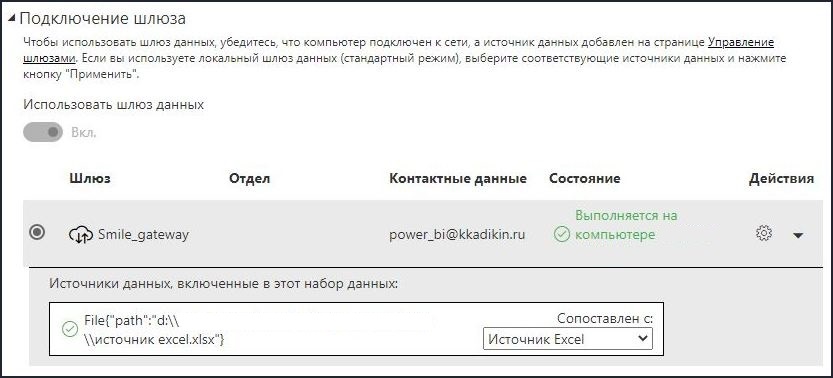 Подключение шлюза
Чтобы использовать шлюз данных, убедитесь, что компьютер подключен к сети, а источник данных добавлен на странице Управление
шлюзами. Если вы используете локальный шлюз данных (стандартный режим), выберите соответствующие источники данных и нажмите
кнопку "Применить".
Использовать шлюз данных
Вкл.
Шлюз Отдел Контактные данные Состояние Действия
Smile_gateway power_bi@kkadikin.ru Выполняется на
компьютере
Источники данных, включенные в этот набор данных:
File{"path":"d:\\ Сопоставлен с:
\\источник excel.xlsx"} Источник Excel